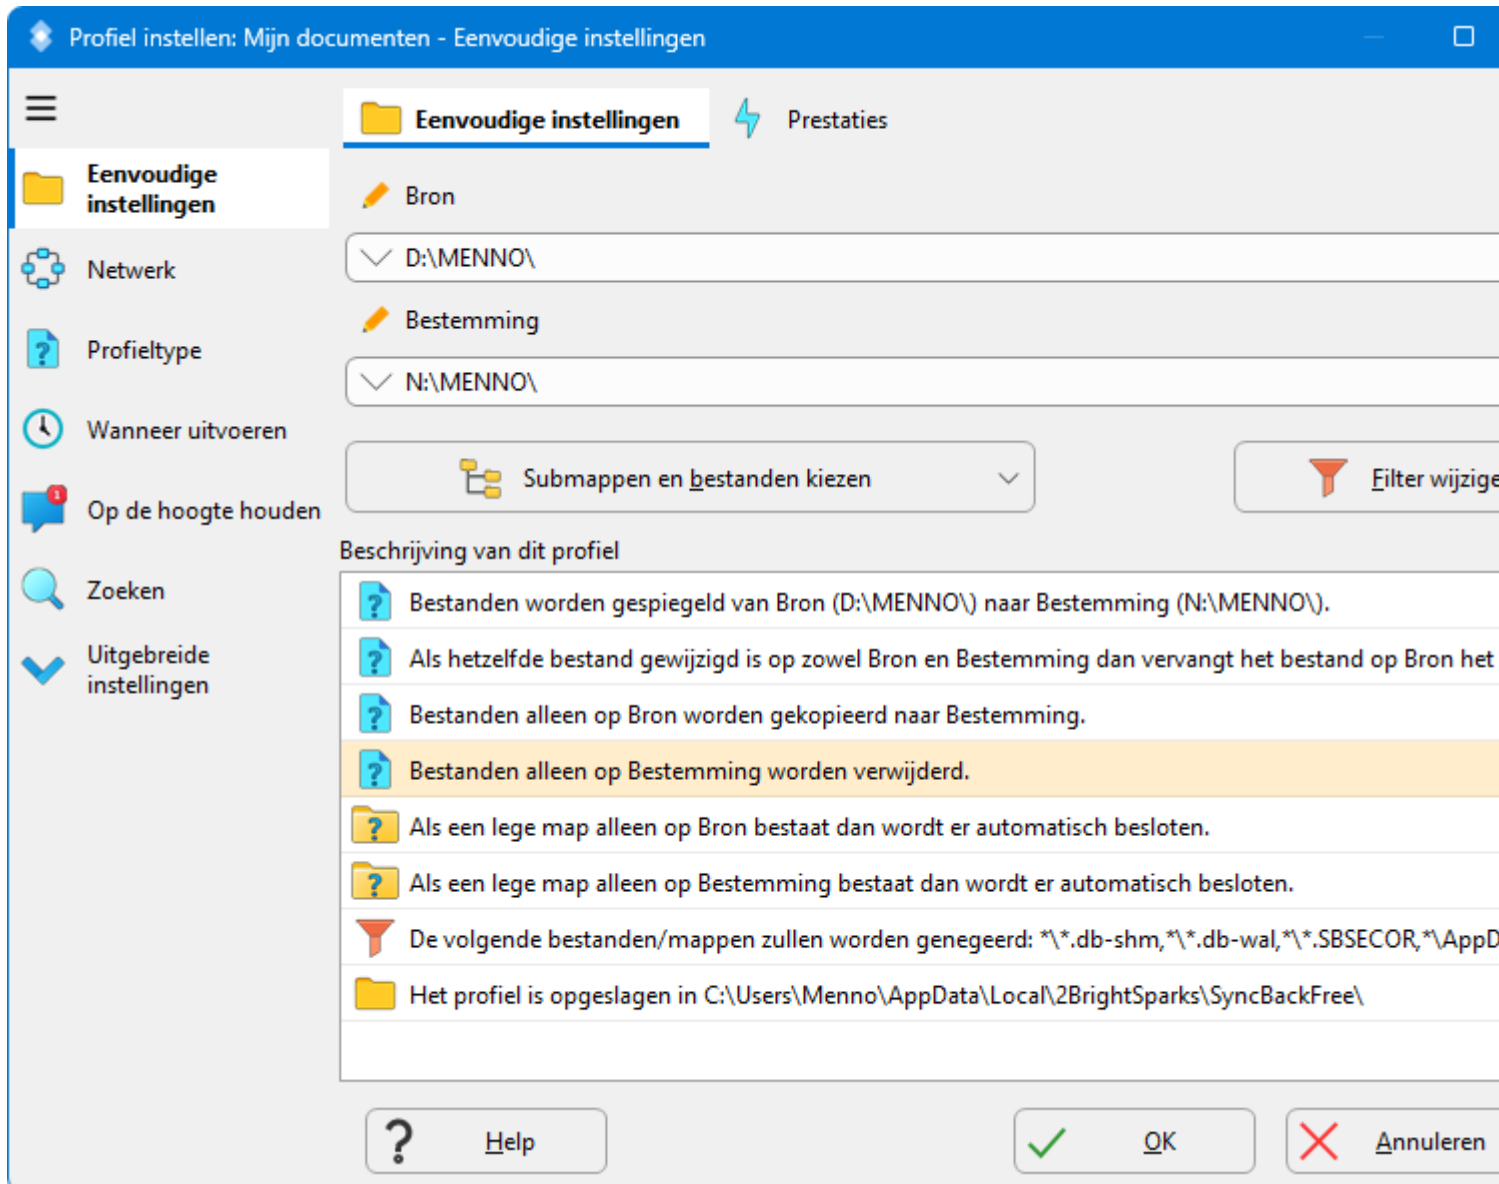 Profiel instellen: Mijn documenten - Eenvoudige instellingen
Eenvoudige instellingen
Prestaties
Eenvoudige
instellingen
Netwerk
Profieltype
Wanneer uitvoeren
1
Op de hoogte houden
Zoeken
Uitgebreide
instellingen
Bron
D:\MENNO\
Bestemming
N:\MENNO\
Submappen en bestanden kiezen
Filter wijzige
Beschrijving van dit profiel
Bestanden worden gespiegeld van Bron (D:\MENNO\) naar Bestemming (N:\MENNO\).
Als hetzelfde bestand gewijzigd is op zowel Bron en Bestemming dan vervangt het bestand op Bron het
Bestanden alleen op Bron worden gekopieerd naar Bestemming.
Bestanden alleen op Bestemming worden verwijderd.
Als een lege map alleen op Bron bestaat dan wordt er automatisch besloten.
Als een lege map alleen op Bestemming bestaat dan wordt er automatisch besloten.
De volgende bestanden/mappen zullen worden genegeerd: *\*.db-shm,*\*.db-wal,*\*.SBSECOR,*\AppD
Het profiel is opgeslagen in C:\Users\Menno\AppData\Local\2BrightSparks\SyncBackFree\
Help
OK
Annuleren